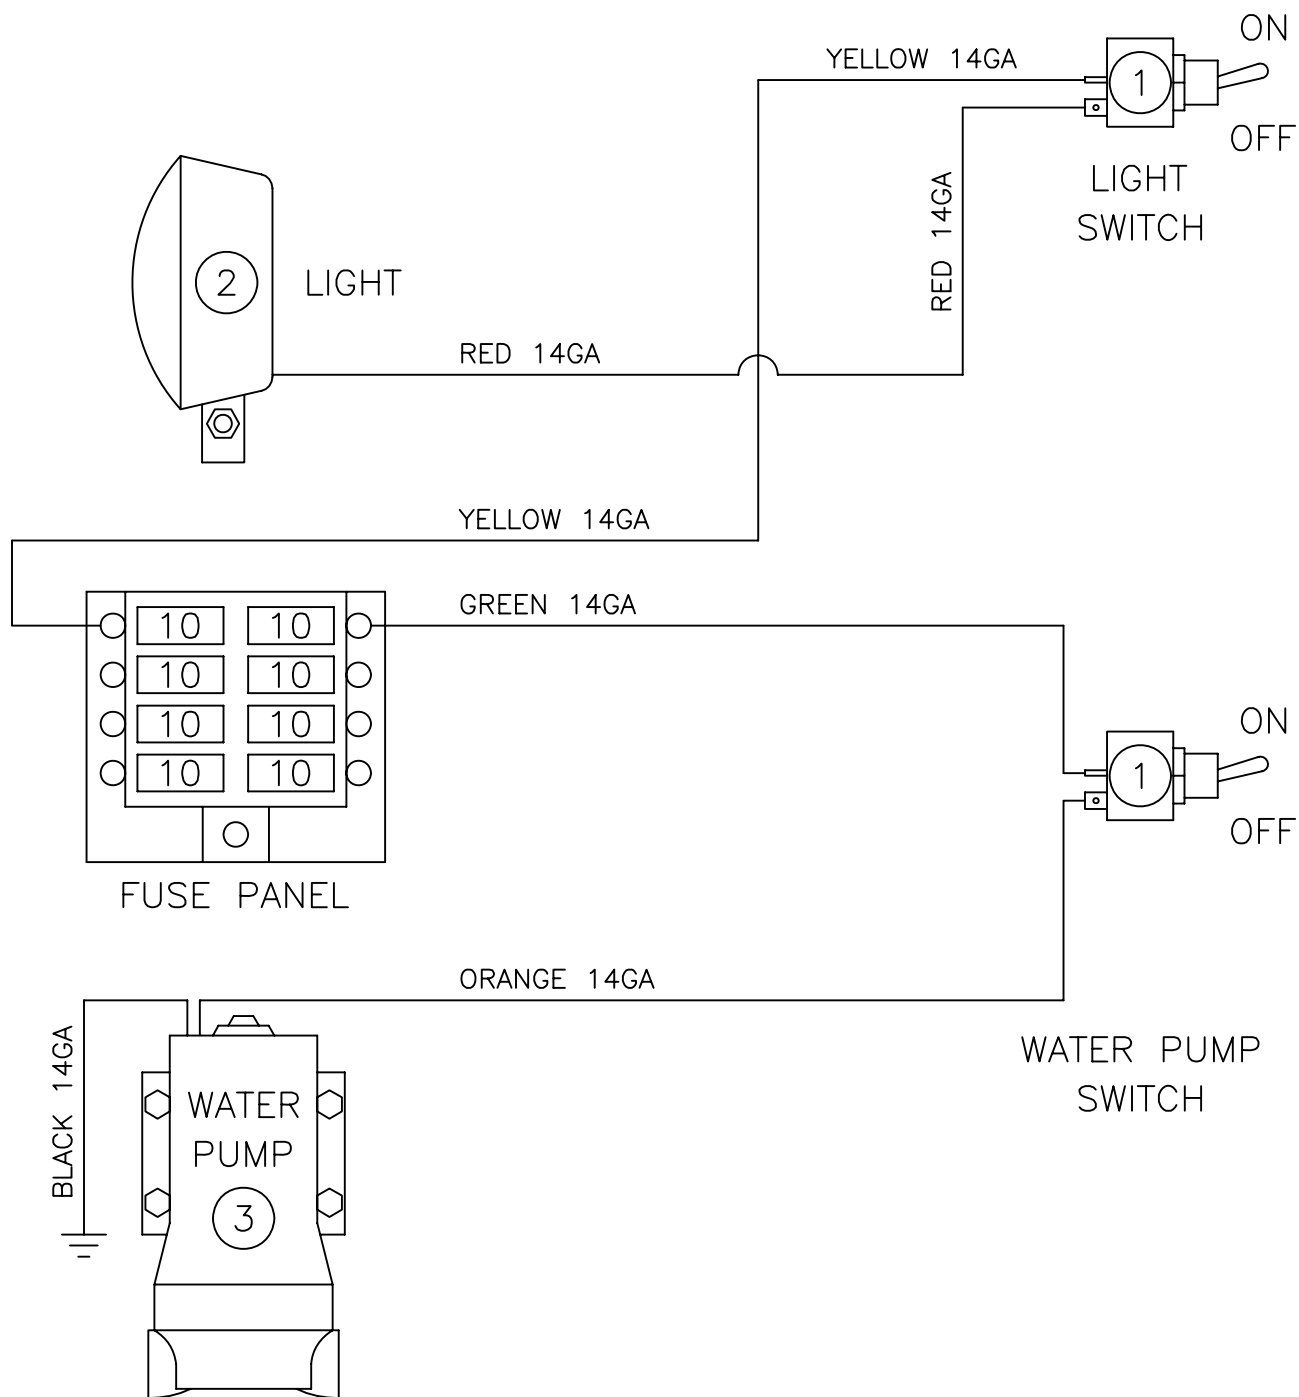 ON
YELLOW 14GA
1
OFF
LIGHT
SWITCH
RED 14GA
2
LIGHT
RED 14GA
YELLOW 14GA
GREEN 14GA
10 10
10 10
10 10
10 10
FUSE PANEL
ON
1
OFF
ORANGE 14GA
BLACK 14GA
WATER PUMP
SWITCH
WATER
PUMP
3